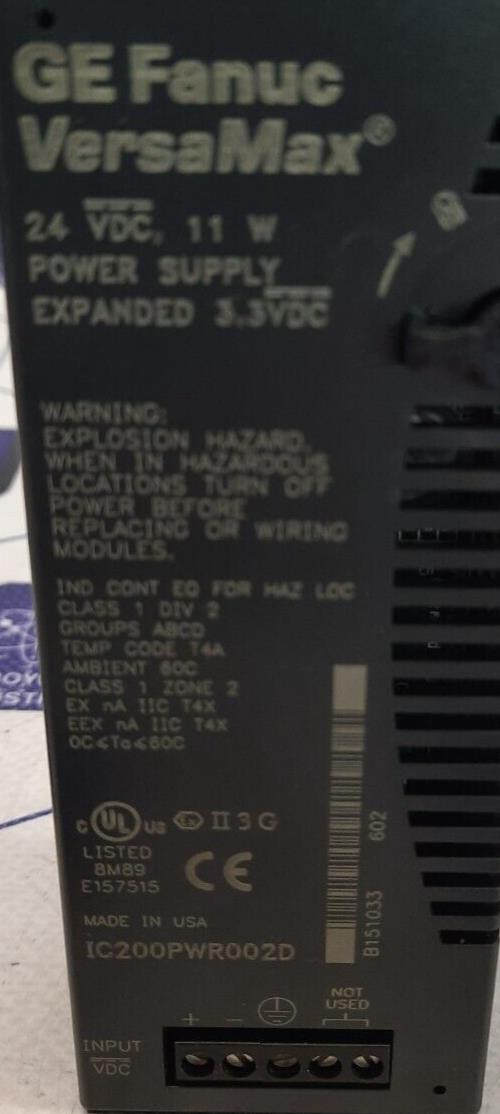 GE Fanuc
VersaMax®
24 VDC, 11 W
POWER SUPPLY
EXPANDED 3.3VDC
WARNING:
EXPLOSION HAZARD.
WHEN IN HAZARDOUS
LOCATIONS TURN OFF
POWER BEFORE
REPLACING OR WIRING
MODULES.
IND CONT EQ FOR HAZ LOC
CLASS 1 DIV 2
GROUPS ABCD
TEMP CODE T4A
AMBIENT 60C
CLASS 1 ZONE 2
EX nA IIC T4X
EEX nA IIC T4X
0C≤Ta≤60C
C UL US Ex II 3 G
LISTED
8M89
E157515
CE
MADE IN USA
IC200PWR002D
B151033 602
NOT
USED
+ −
INPUT
VDC